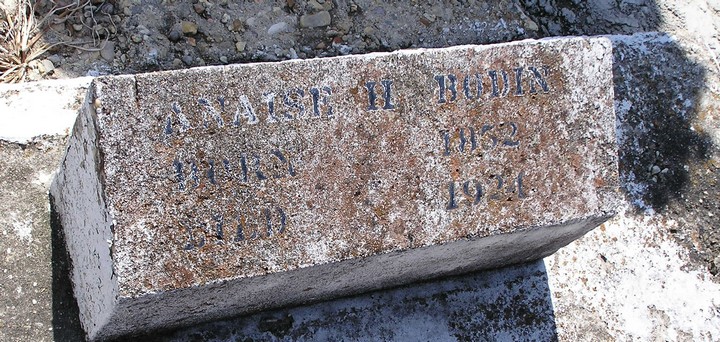 ANAISE H BODIN
BORN 1852
DIED 1924